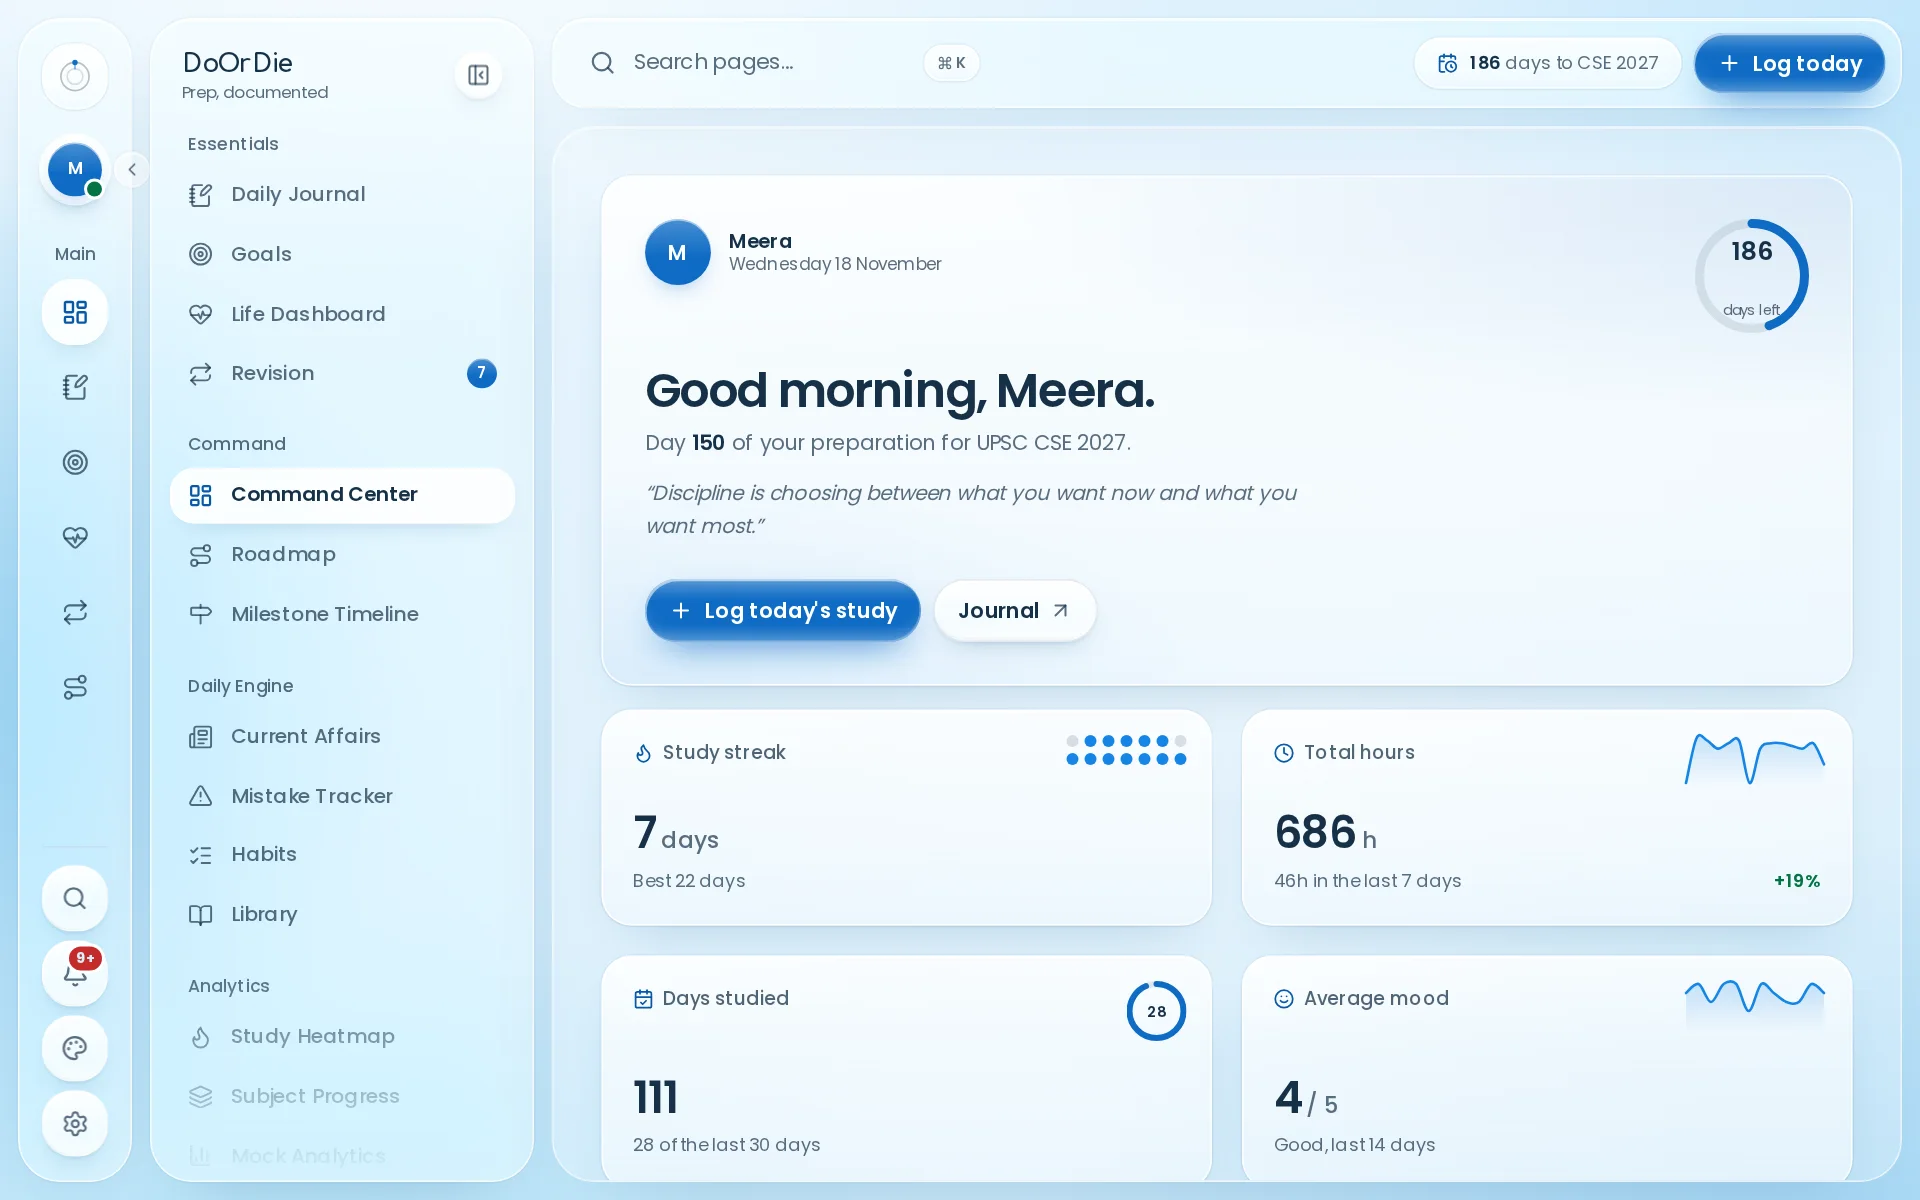 M
Main
9+
DoOrDie
Prep, documented
Essentials
Daily Journal
Goals
Life Dashboard
Revision
7
Command
Command Center
Roadmap
Milestone Timeline
Daily Engine
Current Affairs
Mistake Tracker
Habits
Library
Analytics
Study Heatmap
Subject Progress
Mock Analytics
Search pages...
⌘ K
186 days to CSE 2027
+ Log today
M
Meera
Wednesday 18 November
186
days left
Good morning, Meera.
Day 150 of your preparation for UPSC CSE 2027.
“Discipline is choosing between what you want now and what you
want most.”
+ Log today's study
Journal
Study streak
7 days
Best 22 days
Total hours
686 h
46h in the last 7 days
+19%
Days studied
28
111
28 of the last 30 days
Average mood
4 / 5
Good, last 14 days